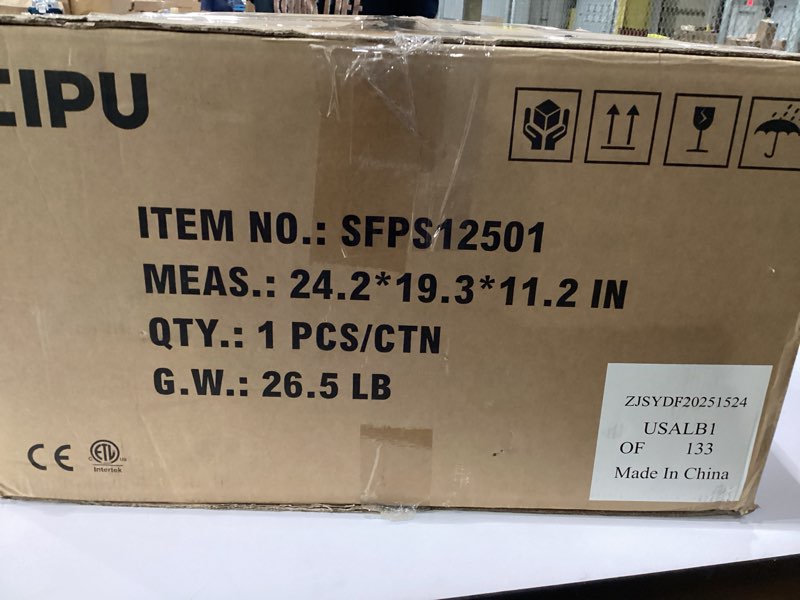 CIPU
ITEM NO.: SFPS12501
MEAS.: 24.2*19.3*11.2 IN
QTY.: 1 PCS/CTN
G.W.: 26.5 LB
CE
ETL
Intertek
ZJSYDF20251524
USALB1
OF 133
Made In China